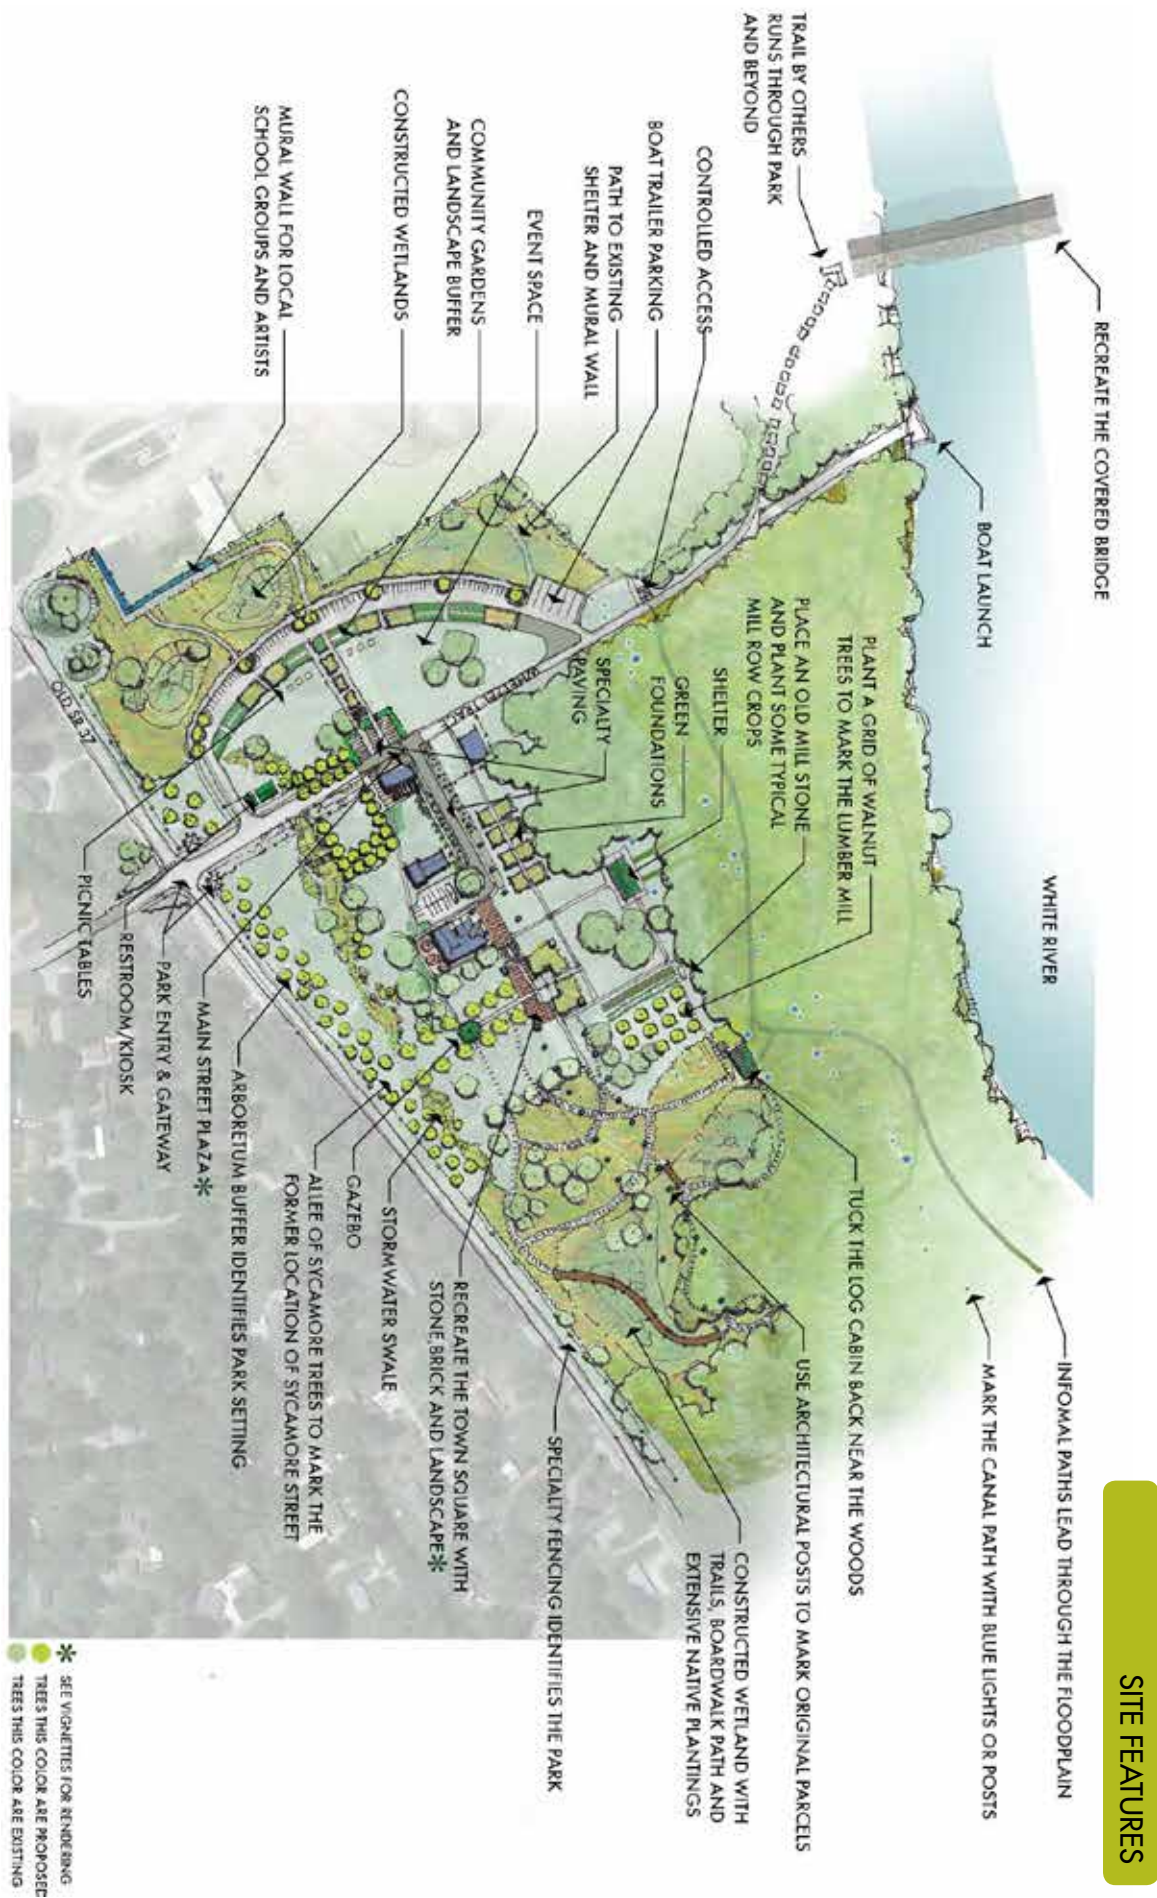 SITE FEATURES
TRAIL BY OTHERS
RUNS THROUGH PARK
AND BEYOND
RECREATE THE COVERED BRIDGE
CONTROLLED ACCESS
BOAT TRAILER PARKING
PATH TO EXISTING
SHELTER AND MURAL WALL
EVENT SPACE
COMMUNITY GARDENS
AND LANDSCAPE BUFFER
CONSTRUCTED WETLANDS
MURAL WALL FOR LOCAL
SCHOOL GROUPS AND ARTISTS
BOAT LAUNCH
WHITE RIVER
PLANT A GRID OF WALNUT
TREES TO MARK THE LUMBER MILL
PLACE AN OLD MILL STONE
AND PLANT SOME TYPICAL
MILL ROW CROPS
SHELTER
GREEN
FOUNDATIONS
SPECIALTY
PAVING
OLD SR 37
INFOMAL PATHS LEAD THROUGH THE FLOODPLAIN
MARK THE CANAL PATH WITH BLUE LIGHTS OR POSTS
TUCK THE LOG CABIN BACK NEAR THE WOODS
USE ARCHITECTURAL POSTS TO MARK ORIGINAL PARCELS
CONSTRUCTED WETLAND WITH
TRAILS, BOARDWALK PATH AND
EXTENSIVE NATIVE PLANTINGS
SPECIALTY FENCING IDENTIFIES THE PARK
RECREATE THE TOWN SQUARE WITH
STONE, BRICK AND LANDSCAPE*
STORMWATER SWALE
GAZEBO
ALLEE OF SYCAMORE TREES TO MARK THE
FORMER LOCATION OF SYCAMORE STREET
ARBORETUM BUFFER IDENTIFIES PARK SETTING
MAIN STREET PLAZA*
PARK ENTRY & GATEWAY
RESTROOM/KIOSK
PICNIC TABLES
* SEE VIGNETTES FOR RENDERING
TREES THIS COLOR ARE PROPOSED
TREES THIS COLOR ARE EXISTING